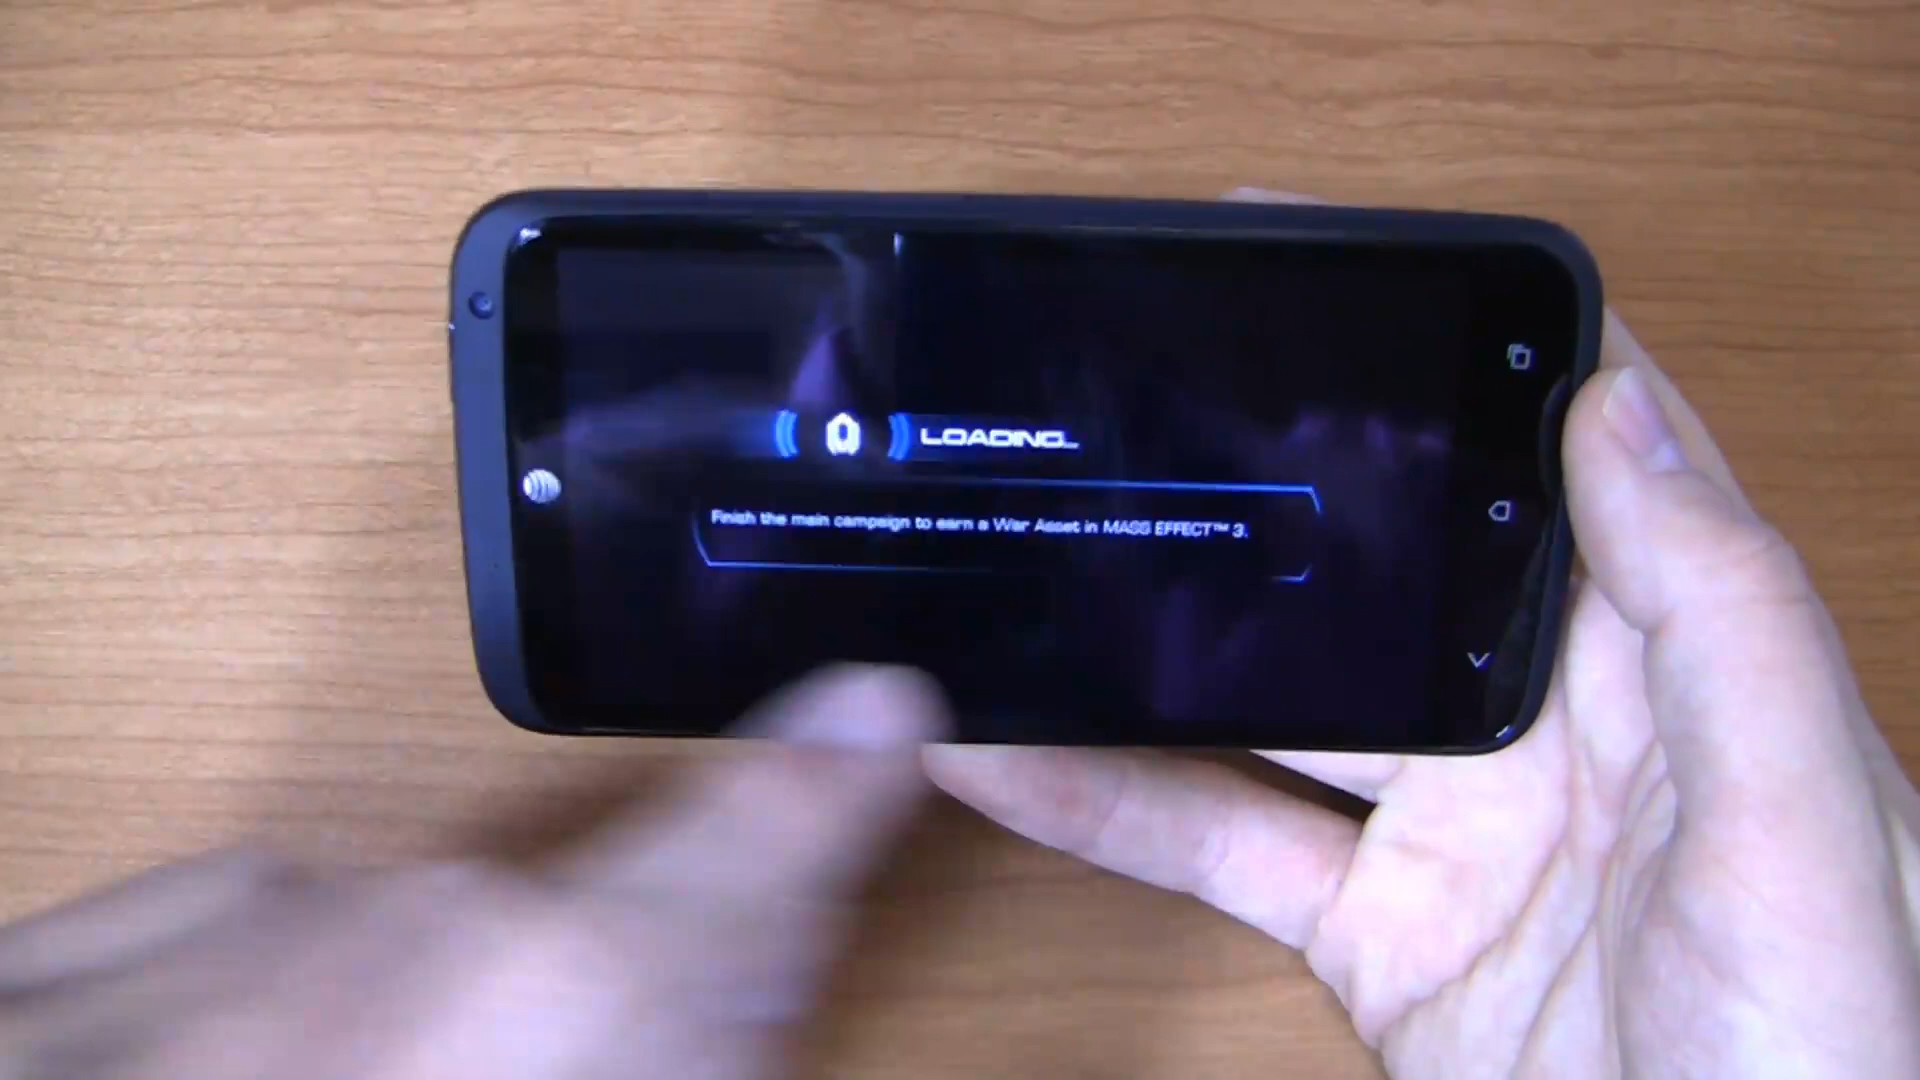 LOADING...
Finish the main campaign to earn a War Asset in MASS EFFECT™ 3.